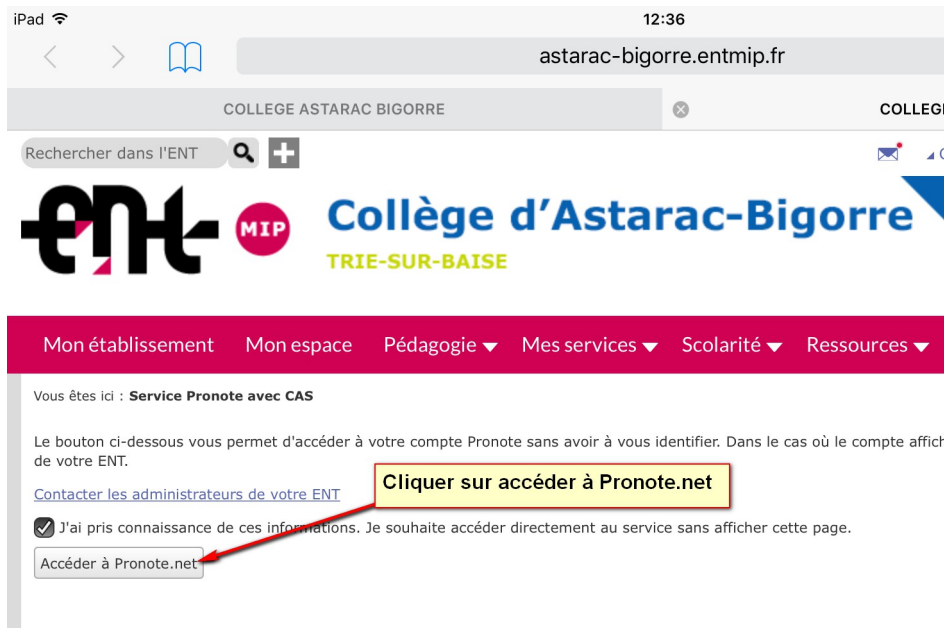 iPad 12:36
astarac-bigorre.entmip.fr
COLLEGE ASTARAC BIGORRE
Rechercher dans l'ENT
ent
MIP
Collège d'Astarac-Bigorre
TRIE-SUR-BAISE
Mon établissement Mon espace Pédagogie Mes services Scolarité Ressources
Vous êtes ici : Service Pronote avec CAS
Le bouton ci-dessous vous permet d'accéder à votre compte Pronote sans avoir à vous identifier. Dans le cas où le compte
de votre ENT.
Cliquer sur accéder à Pronote.net
Contacter les administrateurs de votre ENT
J'ai pris connaissance de ces informations. Je souhaite accéder directement au service sans afficher cette page.
Accéder à Pronote.net